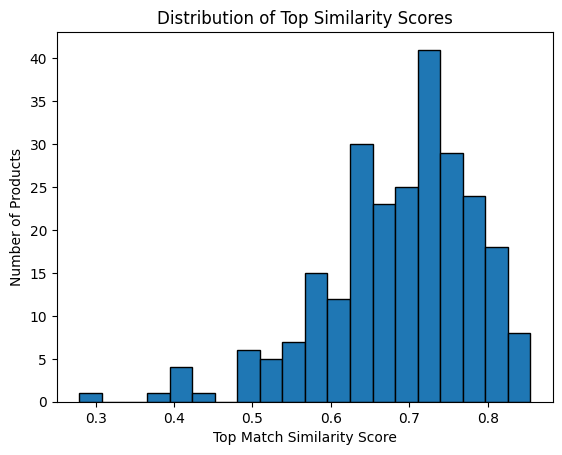 Distribution of Top Similarity Scores
Number of Products
40
35
30
25
20
15
10
5
0
0.3 0.4 0.5 0.6 0.7 0.8
Top Match Similarity Score